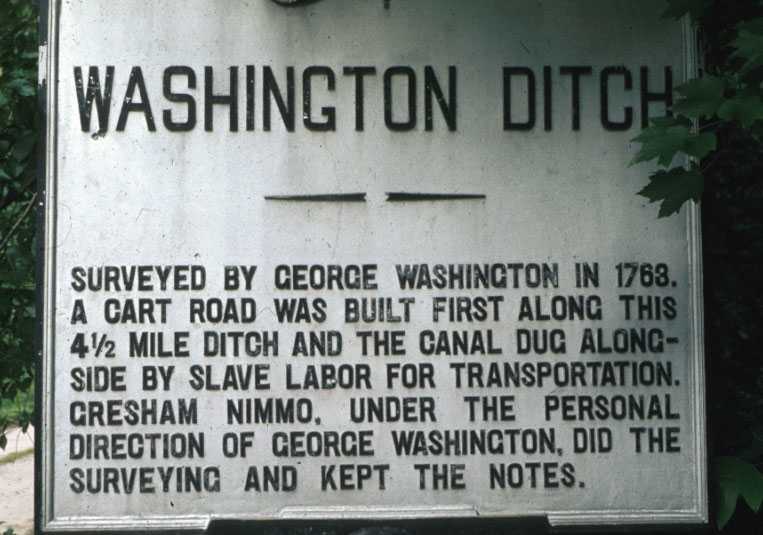 WASHINGTON DITCH
SURVEYED BY GEORGE WASHINGTON IN 1763.
A CART ROAD WAS BUILT FIRST ALONG THIS
4½ MILE DITCH AND THE CANAL DUG ALONG-
SIDE BY SLAVE LABOR FOR TRANSPORTATION.
GRESHAM NIMMO, UNDER THE PERSONAL
DIRECTION OF GEORGE WASHINGTON, DID THE
SURVEYING AND KEPT THE NOTES.